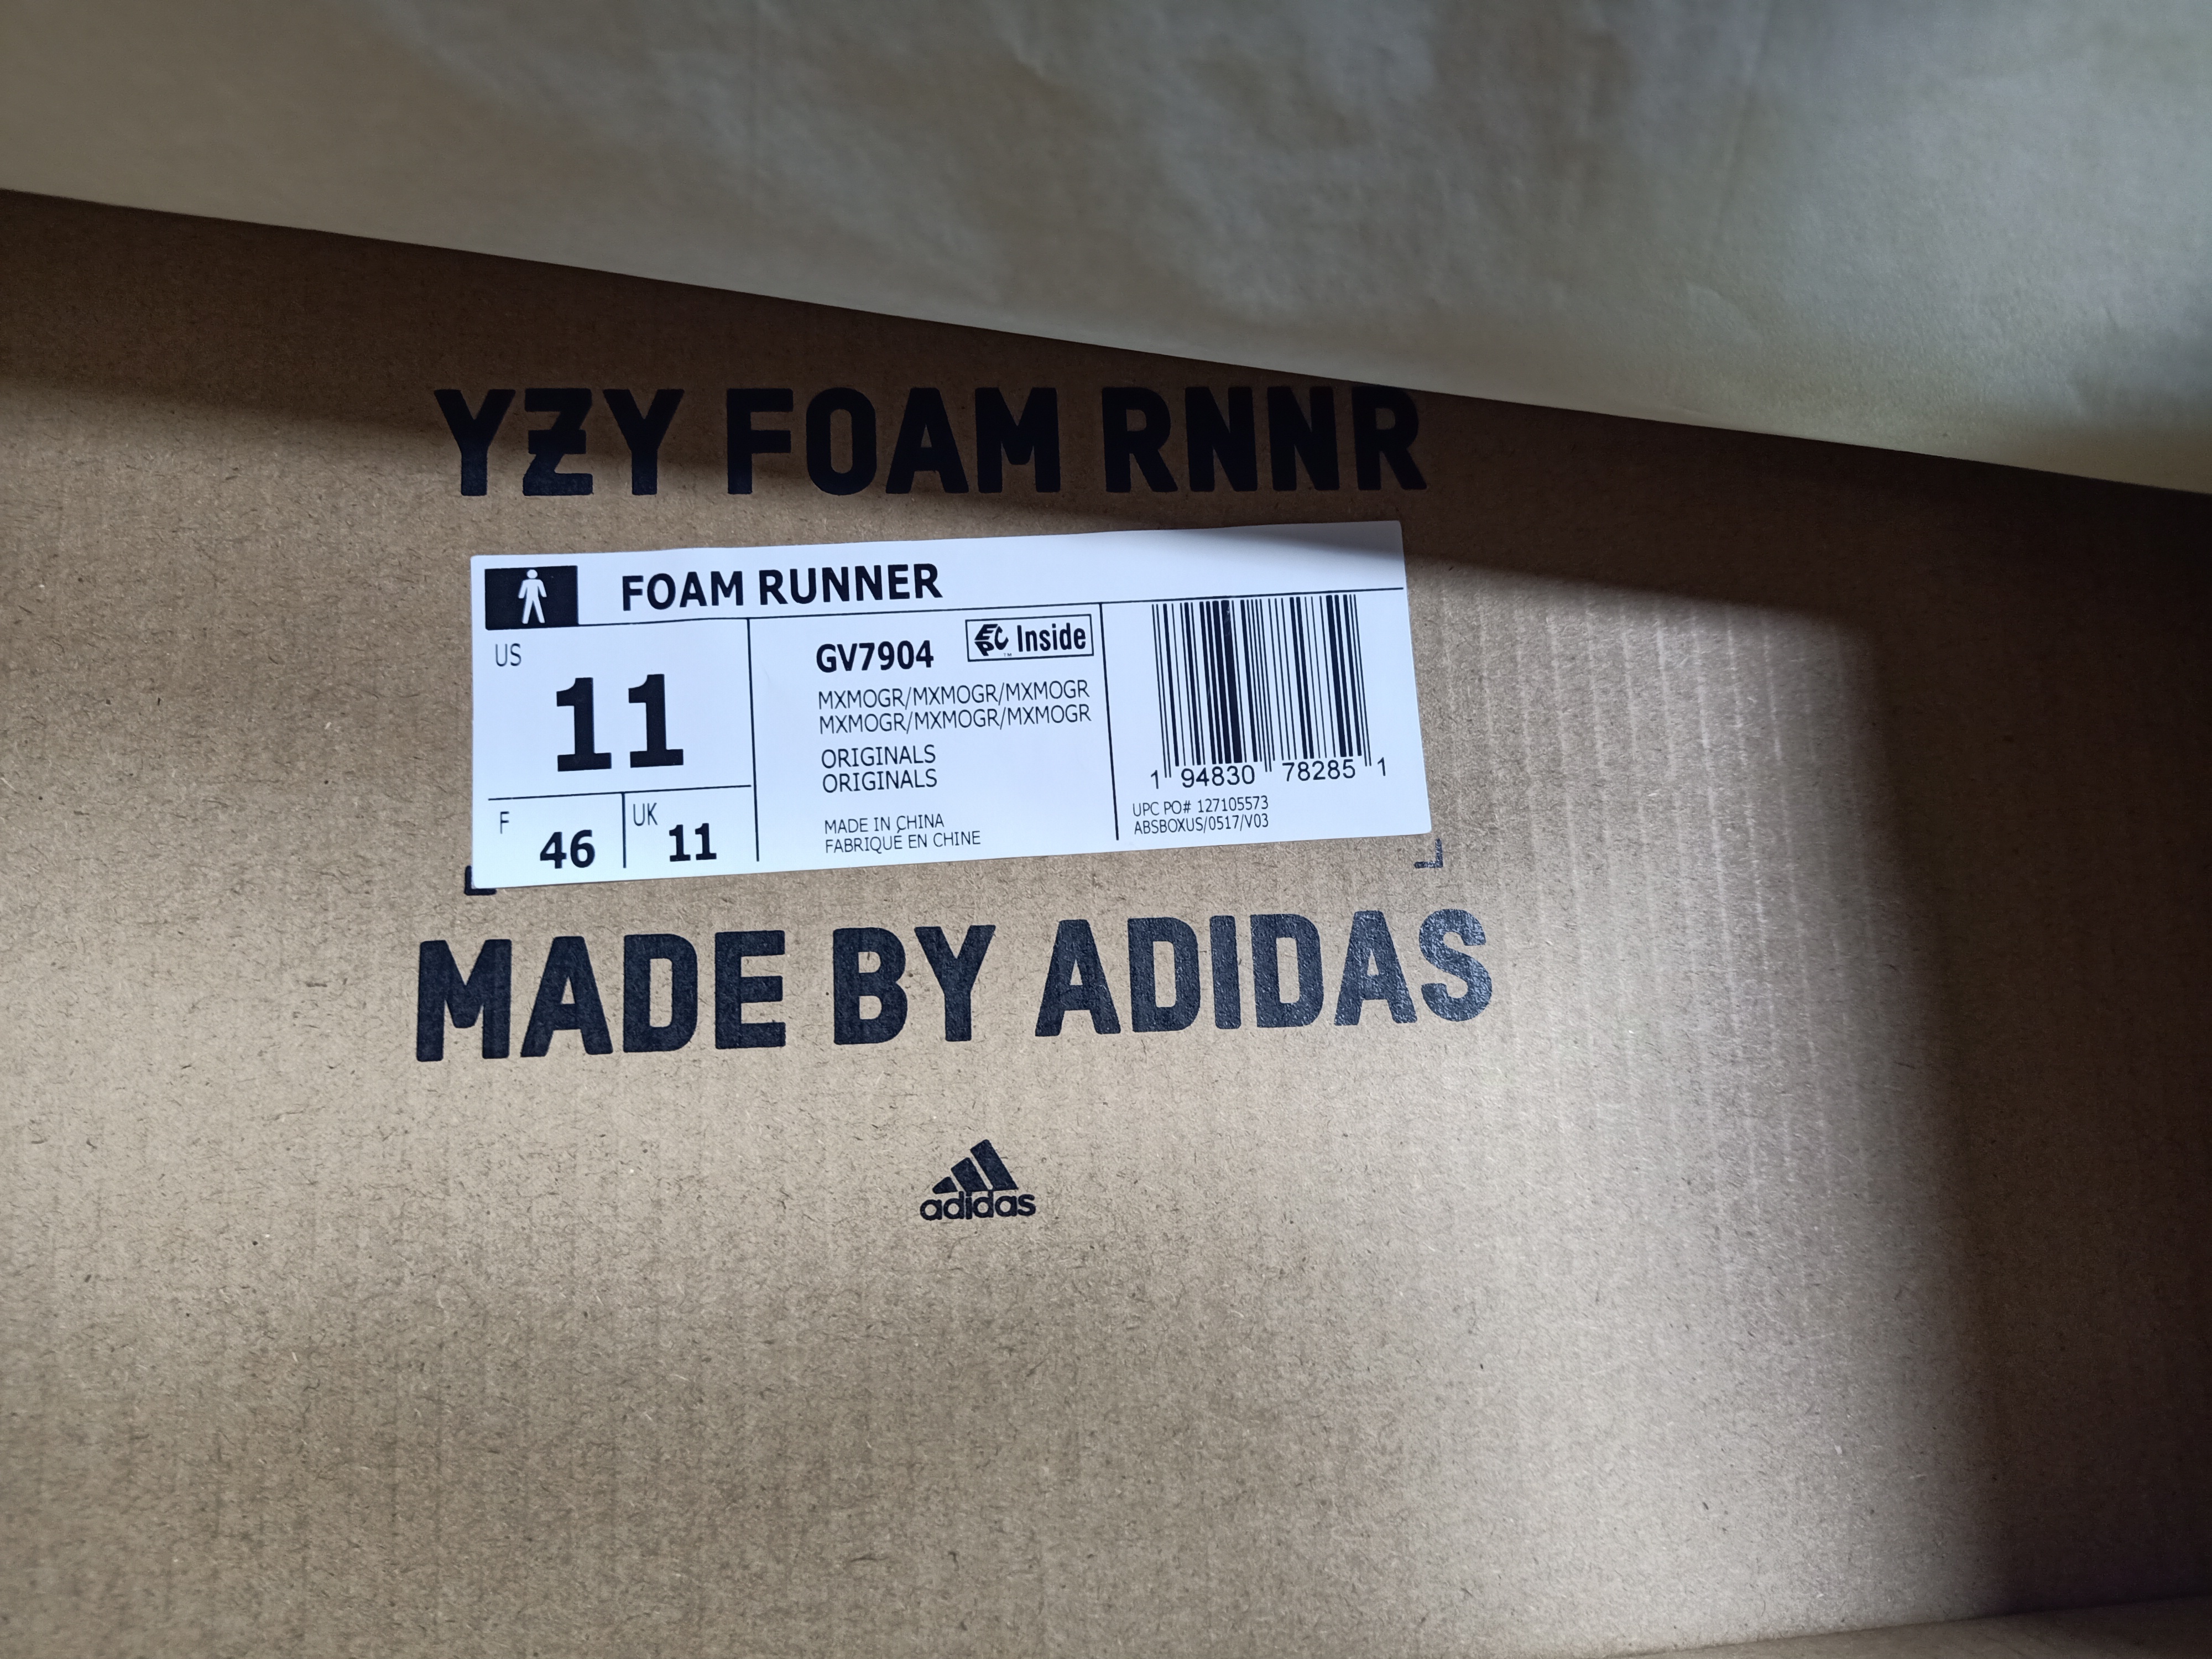 YZY FOAM RNNR
FOAM RUNNER
US
11
F
46
UK
11
GV7904
EPC Inside
MXMOGR/MXMOGR/MXMOGR
MXMOGR/MXMOGR/MXMOGR
ORIGINALS
ORIGINALS
MADE IN CHINA
FABRIQUÉ EN CHINE
1 94830 78285 1
UPC PO# 127105573
ABSBOXUS/0517/V03
MADE BY ADIDAS
adidas